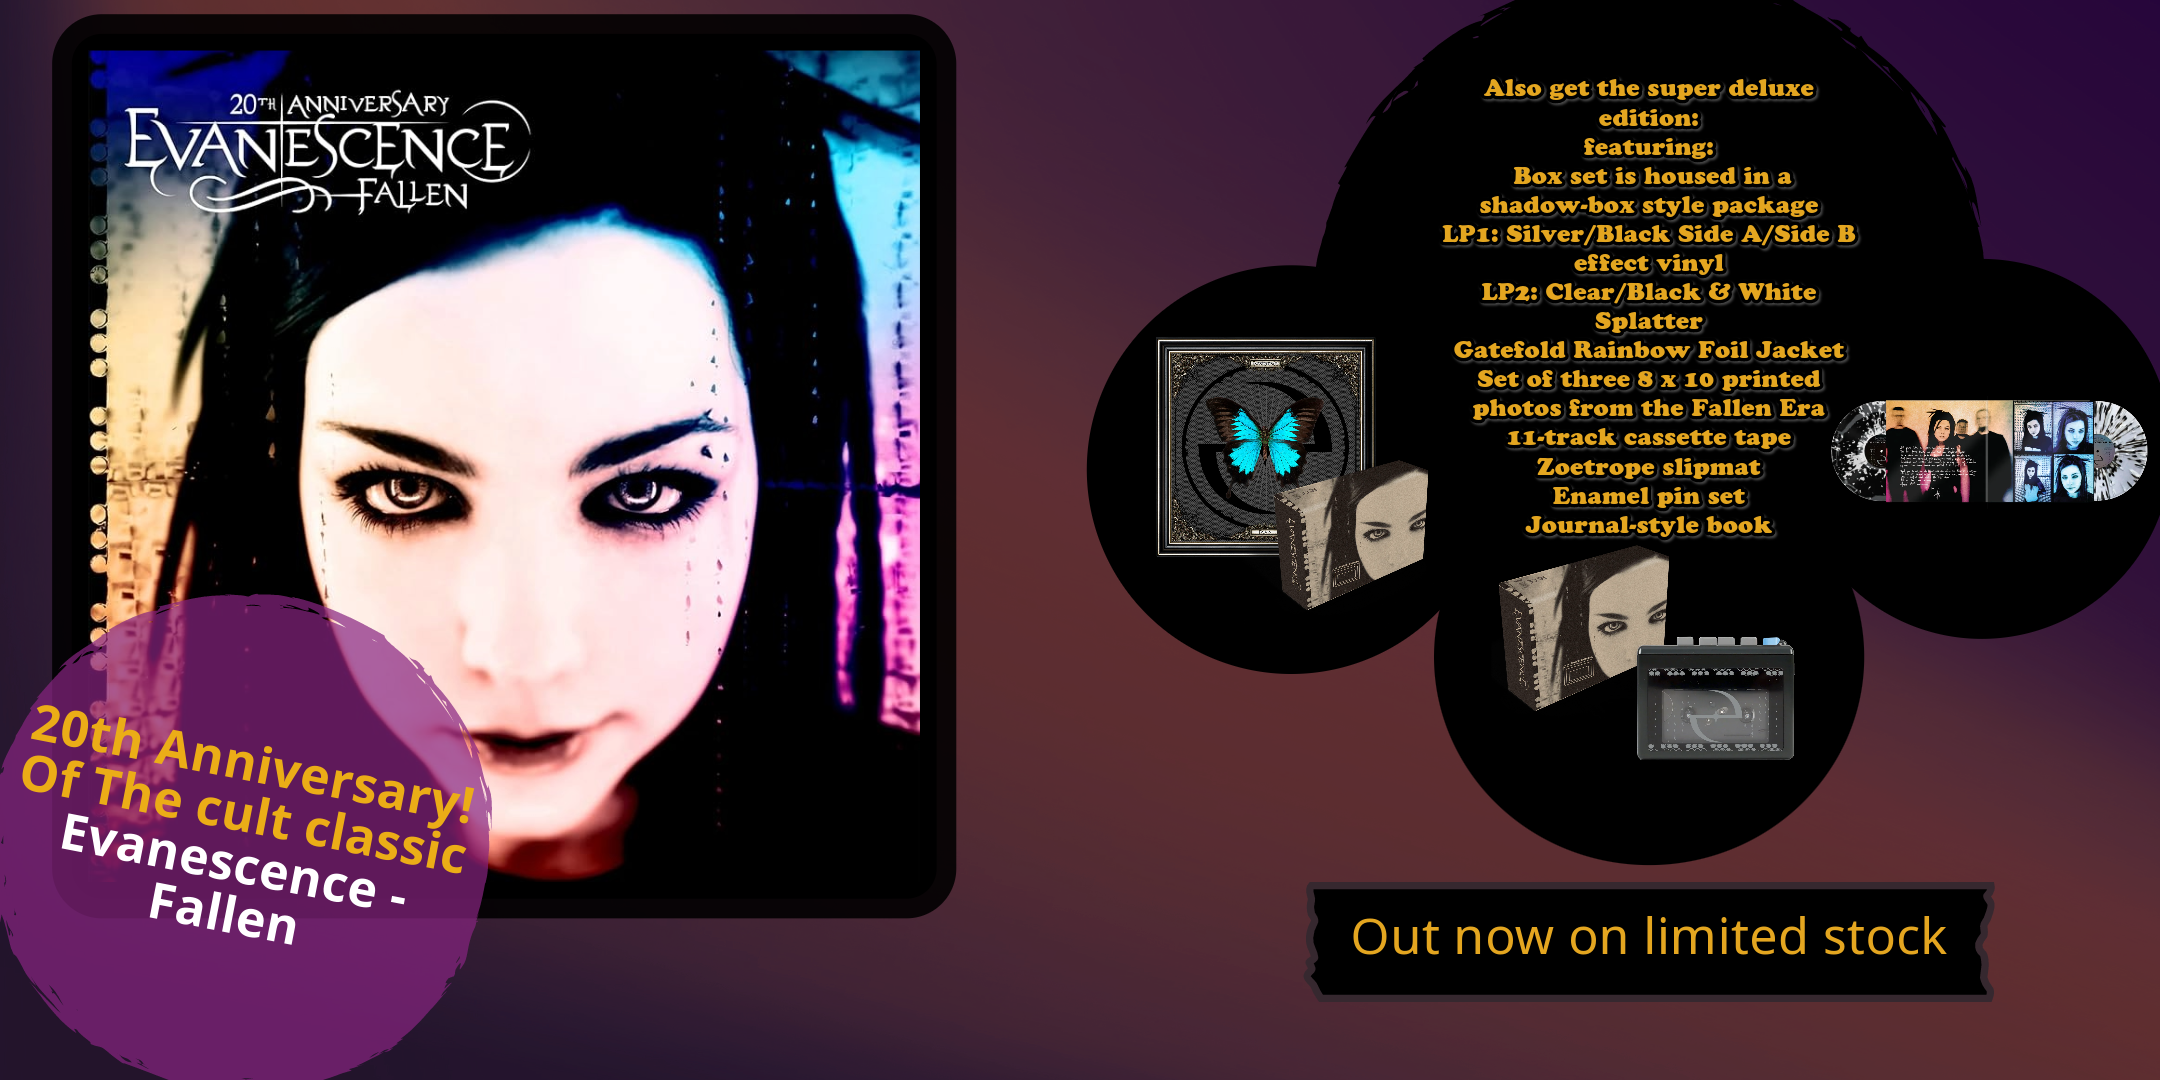 20TH ANNIVERSARY
EVANESCENCE
FALLEN
20th Anniversary!
Of The cult classic
Evanescence -
Fallen
Also get the super deluxe
edition:
featuring:
Box set is housed in a
shadow-box style package
LP1: Silver/Black Side A/Side B
effect vinyl
LP2: Clear/Black & White
Splatter
Gatefold Rainbow Foil Jacket
Set of three 8 x 10 printed
photos from the Fallen Era
11-track cassette tape
Zoetrope slipmat
Enamel pin set
Journal-style book
EVANESCENCE
EVANESCENCE
Out now on limited stock